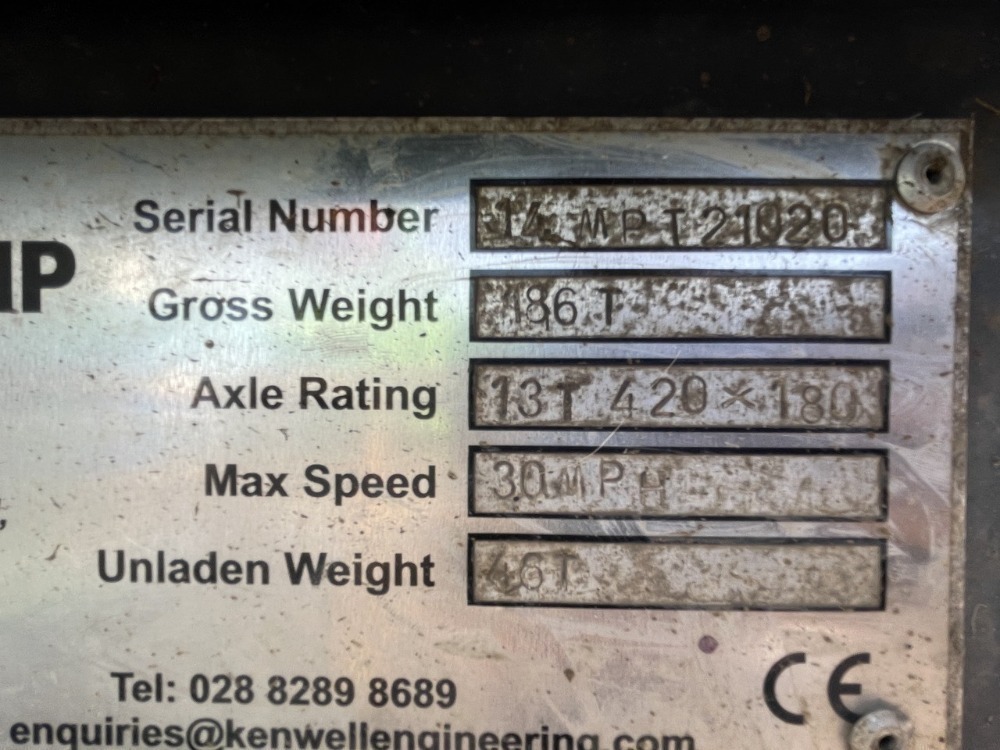 Serial Number 14 MPT21020
IP
Gross Weight 186 T
Axle Rating 13T 420 × 180
Max Speed 30MPH
Unladen Weight 46T
Tel: 028 8289 8689
CE
enquiries@kenwellengineering.com